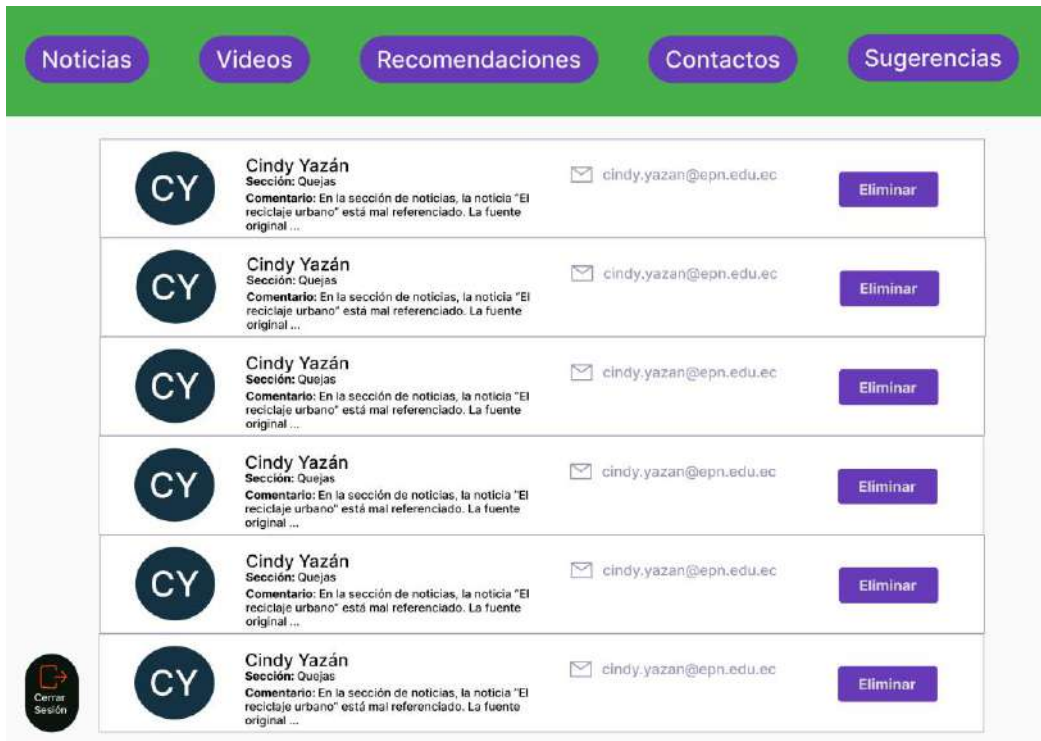 Noticias
Videos
Recomendaciones
Contactos
Sugerencias
CY
Cindy Yazán
Sección: Quejas
Comentario: En la sección de noticias, la noticia "El
reciclaje urbano" está mal referenciado. La fuente
original ...
cindy.yazan@epn.edu.ec
Eliminar
CY
Cindy Yazán
Sección: Quejas
Comentario: En la sección de noticias, la noticia "El
reciclaje urbano" está mal referenciado. La fuente
original ...
cindy.yazan@epn.edu.ec
Eliminar
CY
Cindy Yazán
Sección: Quejas
Comentario: En la sección de noticias, la noticia "El
reciclaje urbano" está mal referenciado. La fuente
original ...
cindy.yazan@epn.edu.ec
Eliminar
CY
Cindy Yazán
Sección: Quejas
Comentario: En la sección de noticias, la noticia "El
reciclaje urbano" está mal referenciado. La fuente
original ...
cindy.yazan@epn.edu.ec
Eliminar
CY
Cindy Yazán
Sección: Quejas
Comentario: En la sección de noticias, la noticia "El
reciclaje urbano" está mal referenciado. La fuente
original ...
cindy.yazan@epn.edu.ec
Eliminar
CY
Cindy Yazán
Sección: Quejas
Comentario: En la sección de noticias, la noticia "El
reciclaje urbano" está mal referenciado. La fuente
original ...
cindy.yazan@epn.edu.ec
Eliminar
Cerrar
Sesión